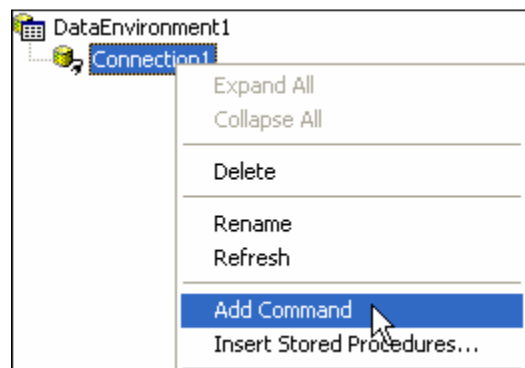 DataEnvironment1
Connection1
Expand All
Collapse All
Delete
Rename
Refresh
Add Command
Insert Stored Procedures...